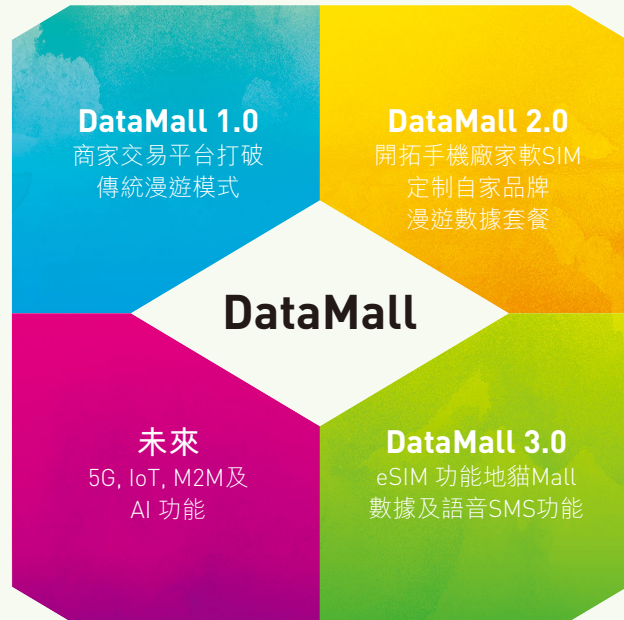 DataMall 1.0
商家交易平台打破
傳統漫遊模式
DataMall 2.0
開拓手機廠家軟SIM
定制自家品牌
漫遊數據套餐
DataMall
未來
5G, IoT, M2M及
AI 功能
DataMall 3.0
eSIM 功能地貓Mall
數據及語音SMS功能